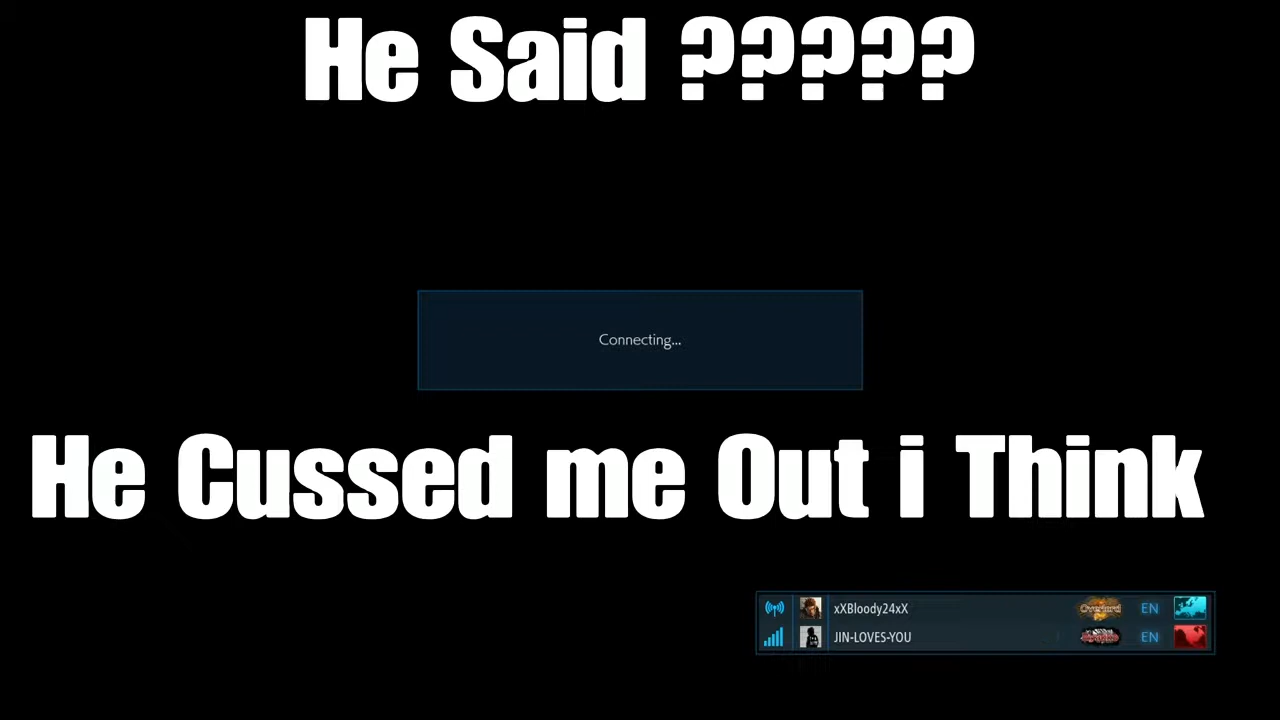 He Said ?????
Connecting...
He Cussed me Out i Think
xXBloody24xX EN
JIN-LOVES-YOU EN